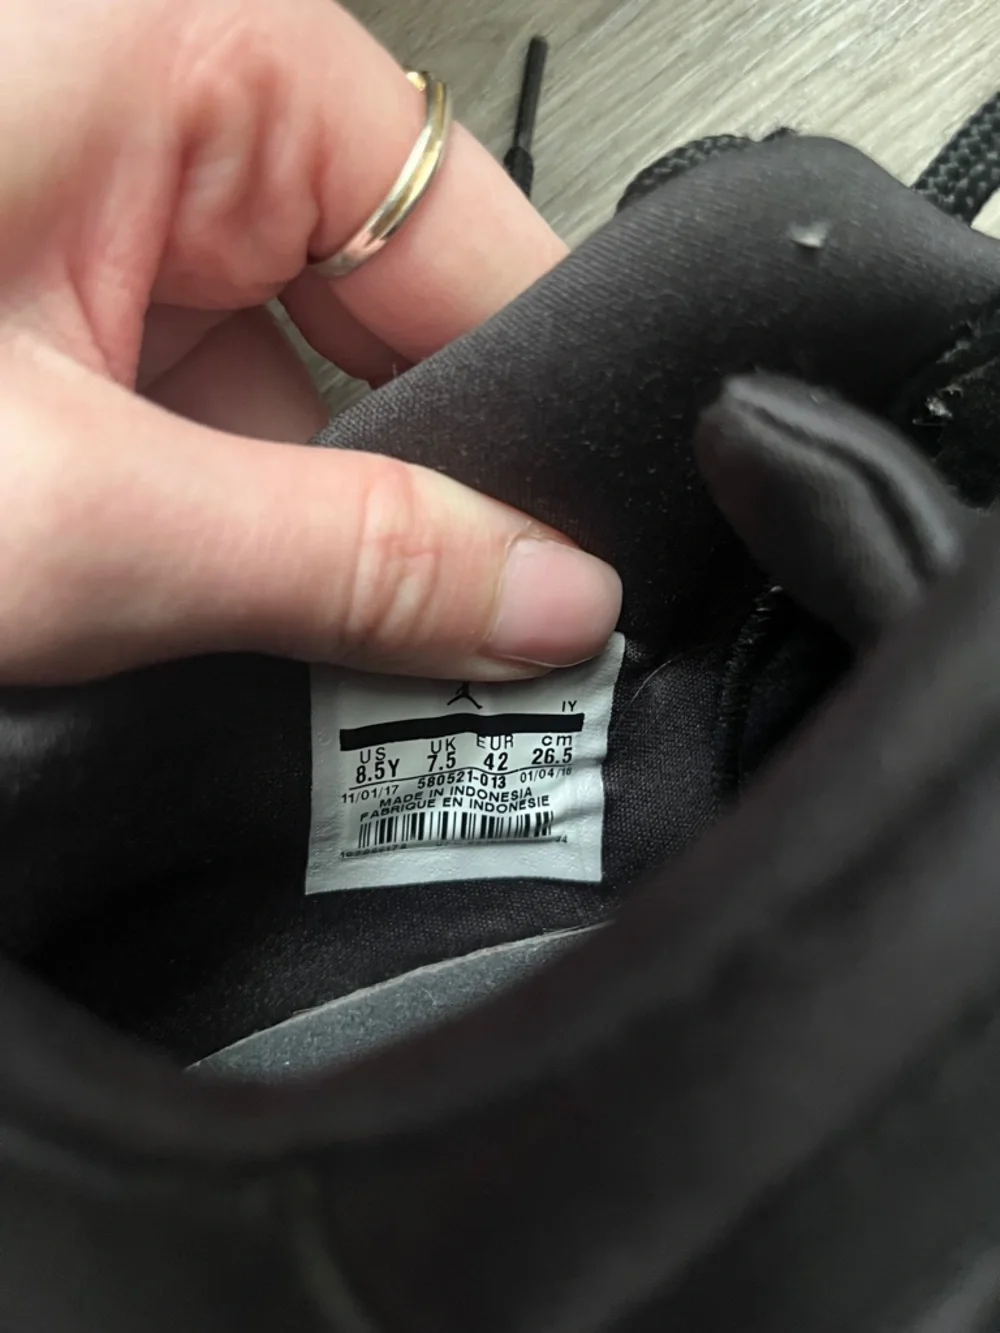 IY
US UK EUR cm
8.5Y 7.5 42 26.5
11/01/17 580521-013 01/04/18
MADE IN INDONESIA
FABRIQUE EN INDONESIE